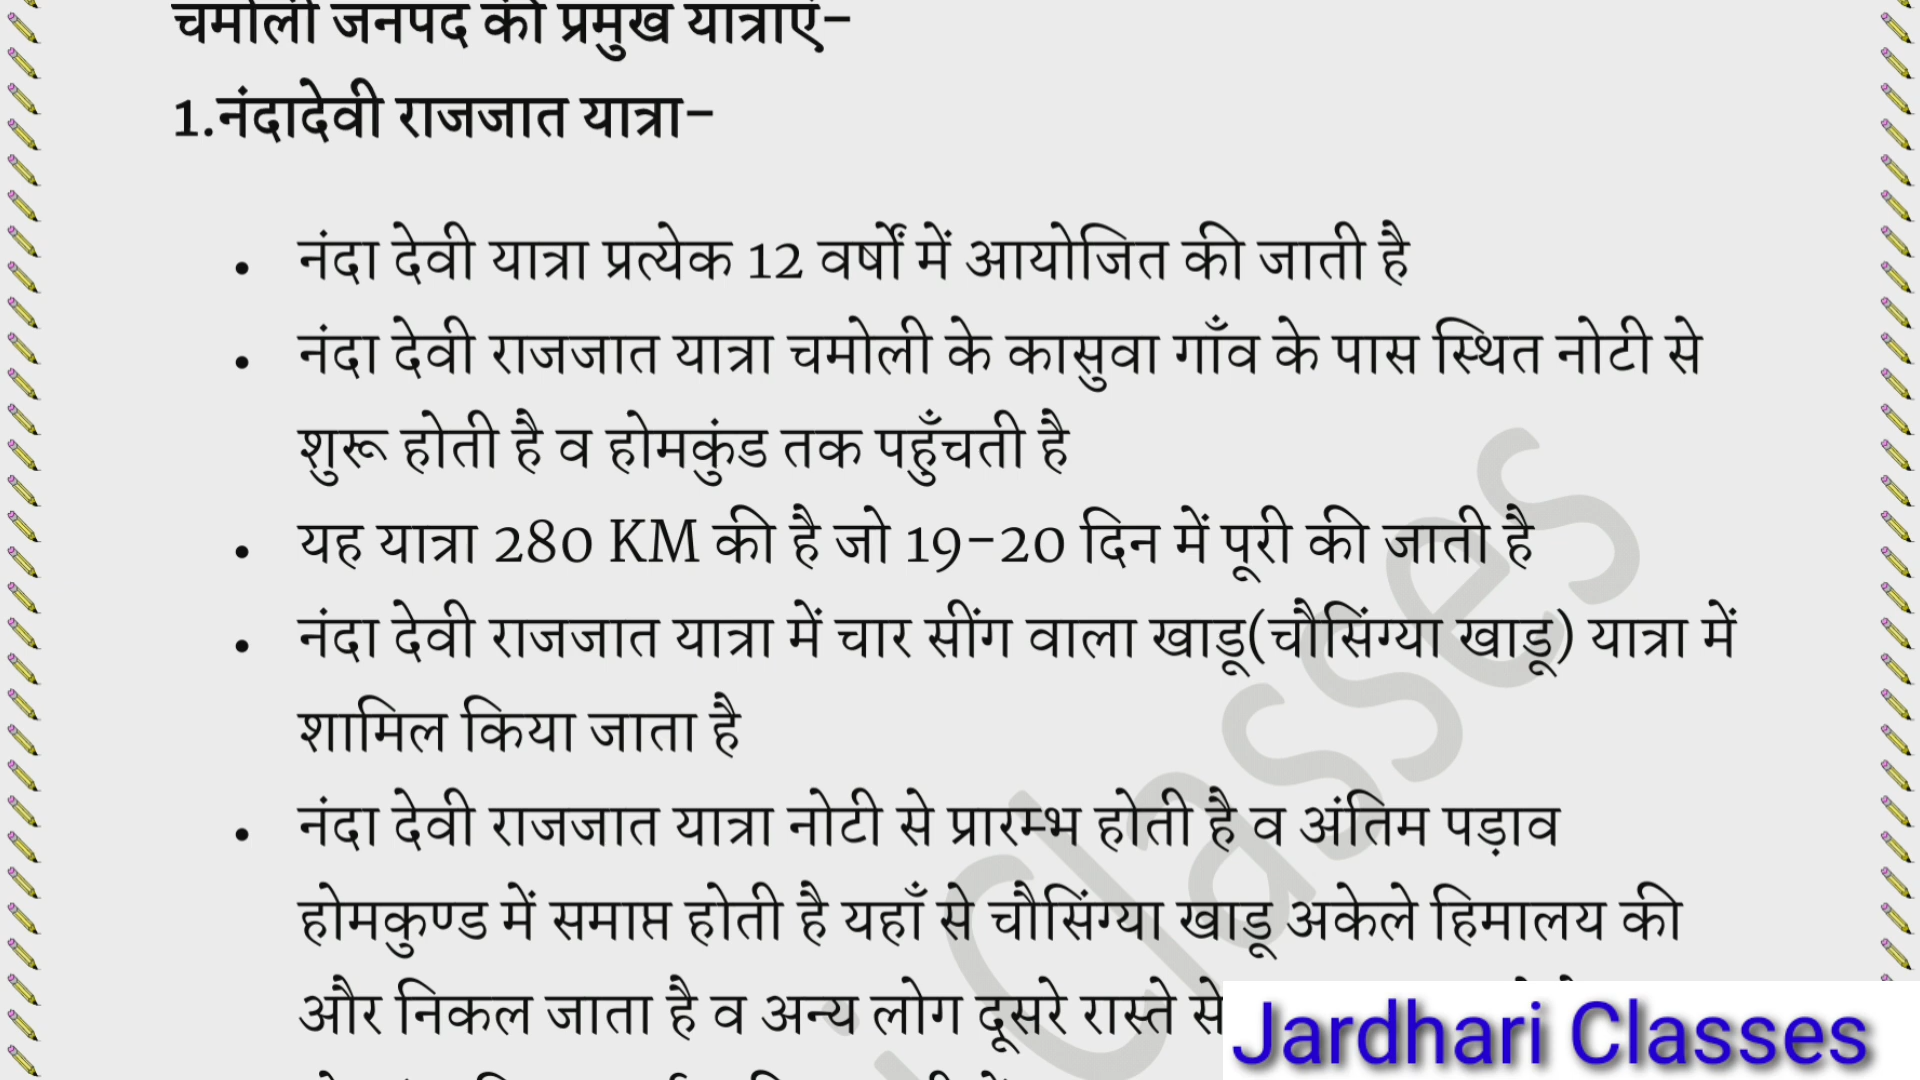 चमोली जनपद की प्रमुख यात्राएं-
1.नंदादेवी राजजात यात्रा-
• नंदा देवी यात्रा प्रत्येक 12 वर्षों में आयोजित की जाती है
• नंदा देवी राजजात यात्रा चमोली के कासुवा गाँव के पास स्थित नोटी से
शुरू होती है व होमकुंड तक पहुँचती है
• यह यात्रा 280 KM की है जो 19-20 दिन में पूरी की जाती है
• नंदा देवी राजजात यात्रा में चार सींग वाला खाडू(चौसिंग्या खाडू) यात्रा में
शामिल किया जाता है
• नंदा देवी राजजात यात्रा नोटी से प्रारम्भ होती है व अंतिम पड़ाव
होमकुण्ड में समाप्त होती है यहाँ से चौसिंग्या खाडू अकेले हिमालय की
और निकल जाता है व अन्य लोग दूसरे रास्ते से
Classes
Jardhari Classes